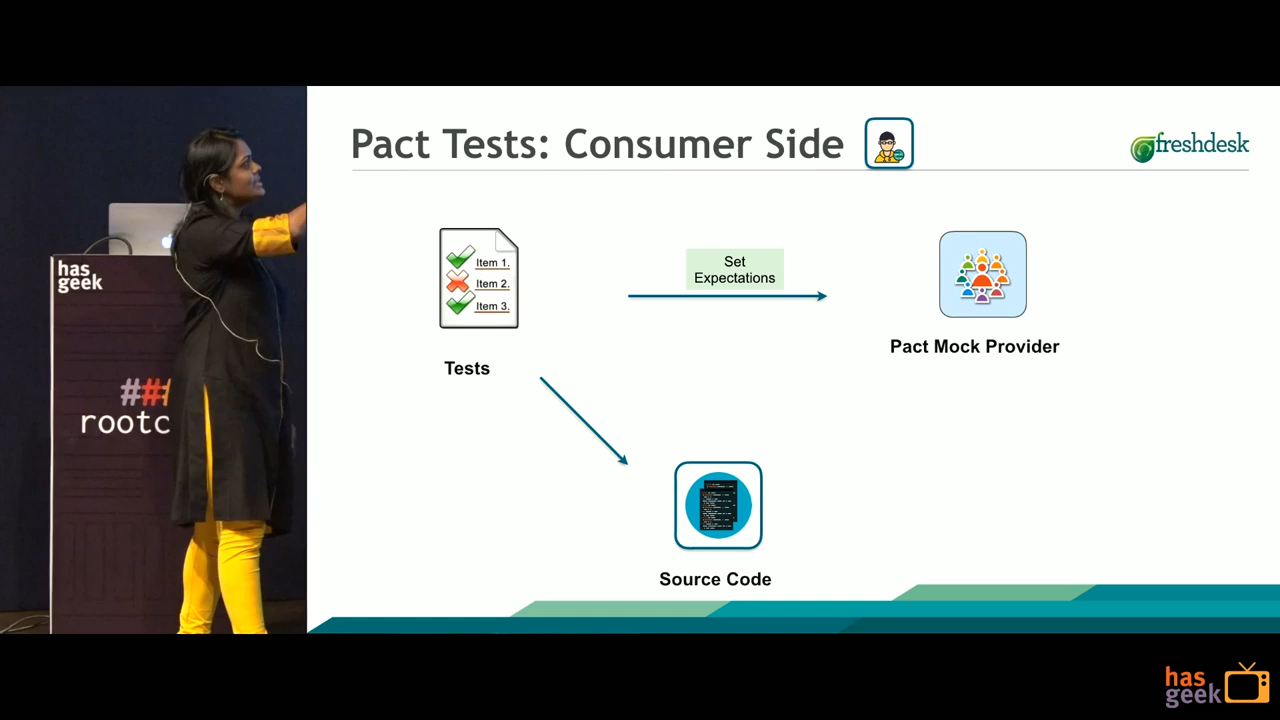 Pact Tests: Consumer Side
freshdesk
Item 1.
Item 2.
Item 3.
Set
Expectations
Pact Mock Provider
Tests
Source Code
has
geek
###
rootc
has
geek